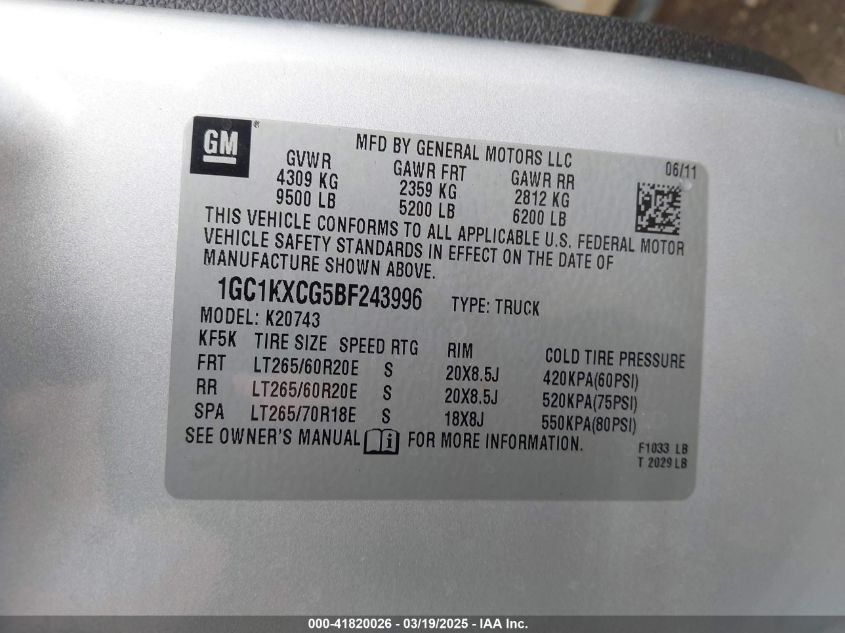 GM
MFD BY GENERAL MOTORS LLC
06/11
GVWR GAWR FRT GAWR RR
4309 KG 2359 KG 2812 KG
9500 LB 5200 LB 6200 LB
THIS VEHICLE CONFORMS TO ALL APPLICABLE U.S. FEDERAL MOTOR
VEHICLE SAFETY STANDARDS IN EFFECT ON THE DATE OF
MANUFACTURE SHOWN ABOVE.
1GC1KXCG5BF243996 TYPE: TRUCK
MODEL: K20743
KF5K TIRE SIZE SPEED RTG RIM COLD TIRE PRESSURE
FRT LT265/60R20E S 20X8.5J 420KPA(60PSI)
RR LT265/60R20E S 20X8.5J 520KPA(75PSI)
SPA LT265/70R18E S 18X8J 550KPA(80PSI)
SEE OWNER'S MANUAL i FOR MORE INFORMATION.
F1033 LB
T 2029 LB
000-41820026 - 03/19/2025 - IAA Inc.